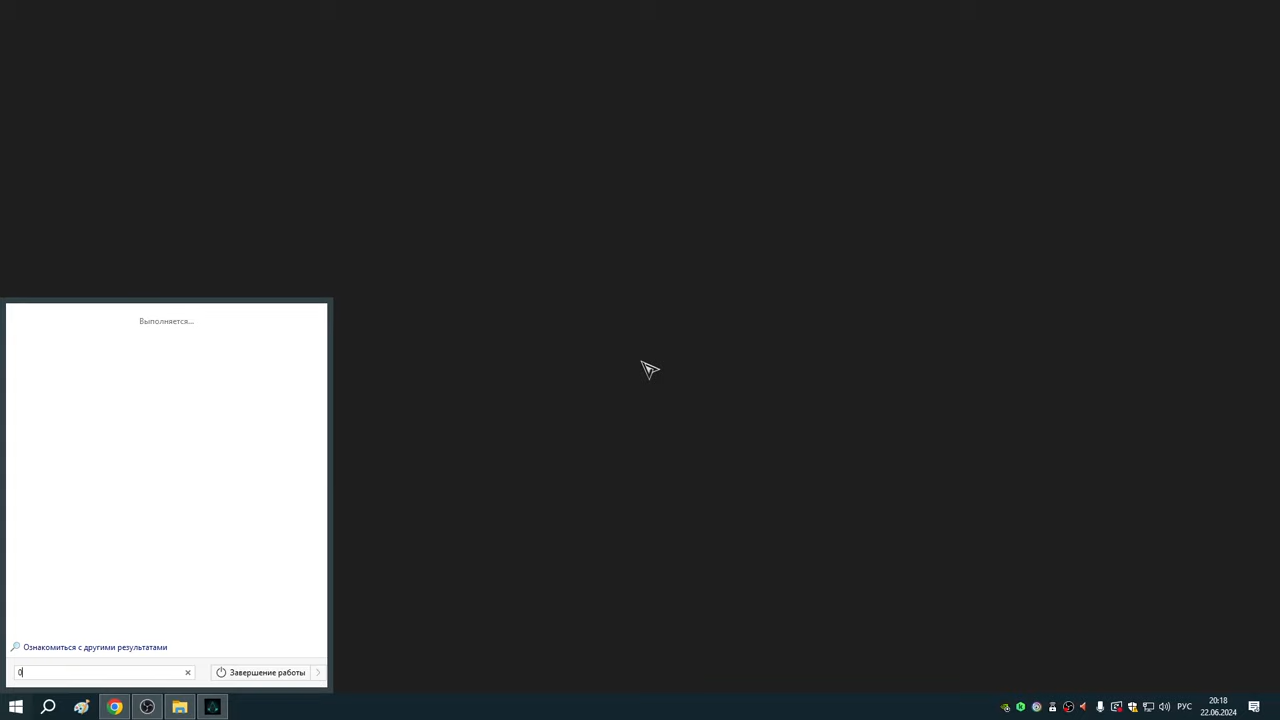 Выполняется...
Ознакомиться с другими результатами
0
Завершение работы
РУС
20:18
22.06.2024